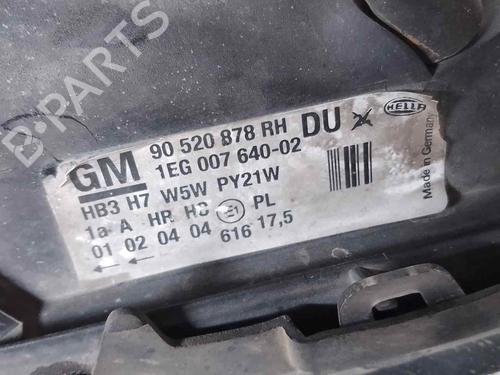 B-PARTS
GM
90 520 878 RH DU
1EG 007 640-02
HELLA
Made in Germany
HB3 H7 W5W PY21W
1a A HR HC E1 PL
01 02 04 04 616 17,5